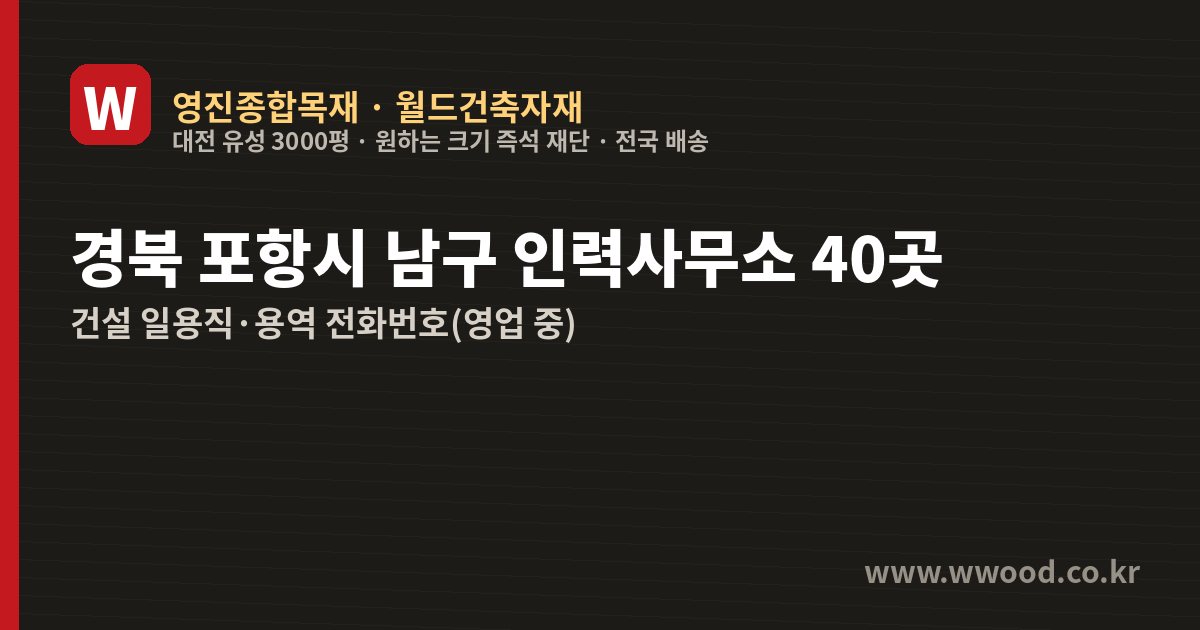 W
영진종합목재 · 월드건축자재
대전 유성 3000평 · 원하는 크기 즉석 재단 · 전국 배송
경북 포항시 남구 인력사무소 40곳
건설 일용직·용역 전화번호(영업 중)
www.wwood.co.kr